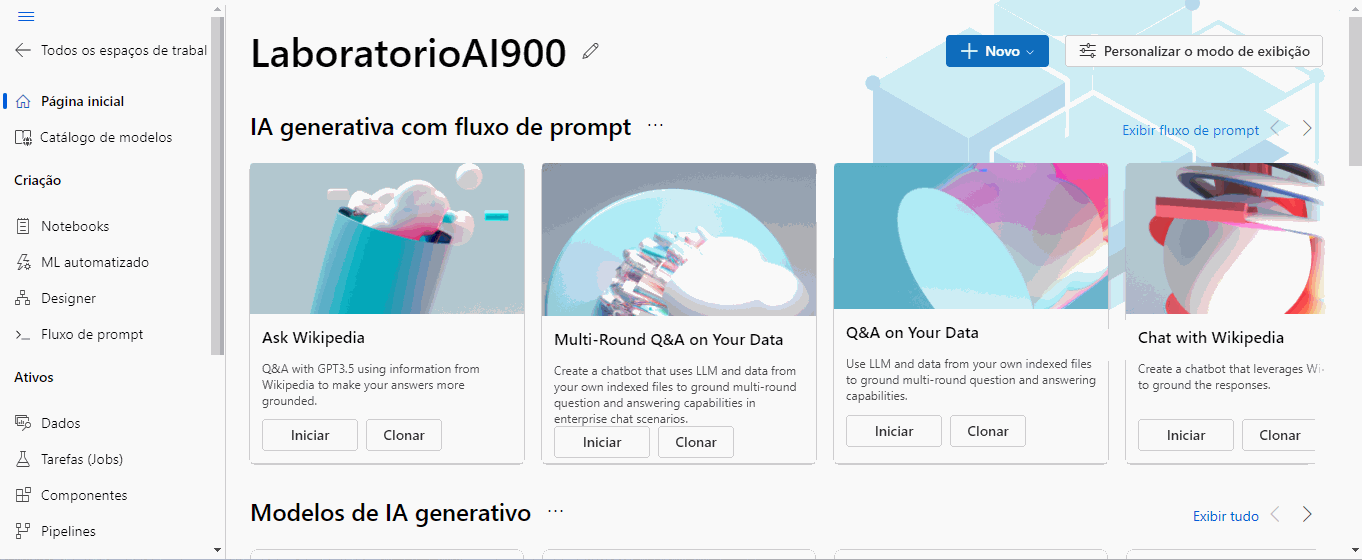 Todos os espaços de trabal
Página inicial
Catálogo de modelos
Criação
Notebooks
ML automatizado
Designer
Fluxo de prompt
Ativos
Dados
Tarefas (Jobs)
Componentes
Pipelines
LaboratorioAI900
Novo
Personalizar o modo de exibição
IA generativa com fluxo de prompt ...
Exibir fluxo de prompt
Ask Wikipedia
Q&A with GPT3.5 using information from
Wikipedia to make your answers more
grounded.
Iniciar
Clonar
Multi-Round Q&A on Your Data
Create a chatbot that uses LLM and data from
your own indexed files to ground multi-round
question and answering capabilities in
enterprise chat scenarios.
Iniciar
Clonar
Q&A on Your Data
Use LLM and data from your own indexed files
to ground multi-round question and answering
capabilities.
Iniciar
Clonar
Chat with Wikipedia
Create a chatbot that leverages Wi
to ground the responses.
Iniciar
Clonar
Modelos de IA generativo ...
Exibir tudo